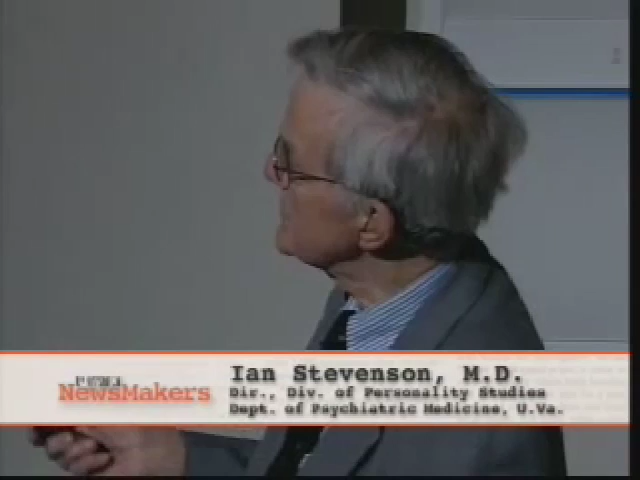 NewsMakers
Ian Stevenson, M.D.
Dir., Div. of Personality Studies
Dept. of Psychiatric Medicine, U.Va.